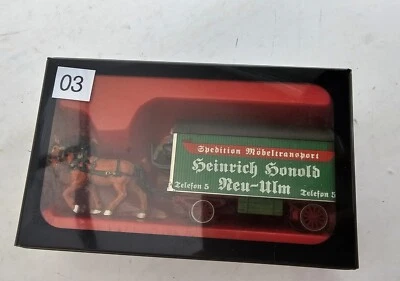 03
Spedition Möbeltransport
Heinrich Honold
Telefon 5 Neu-Ulm Telefon 5